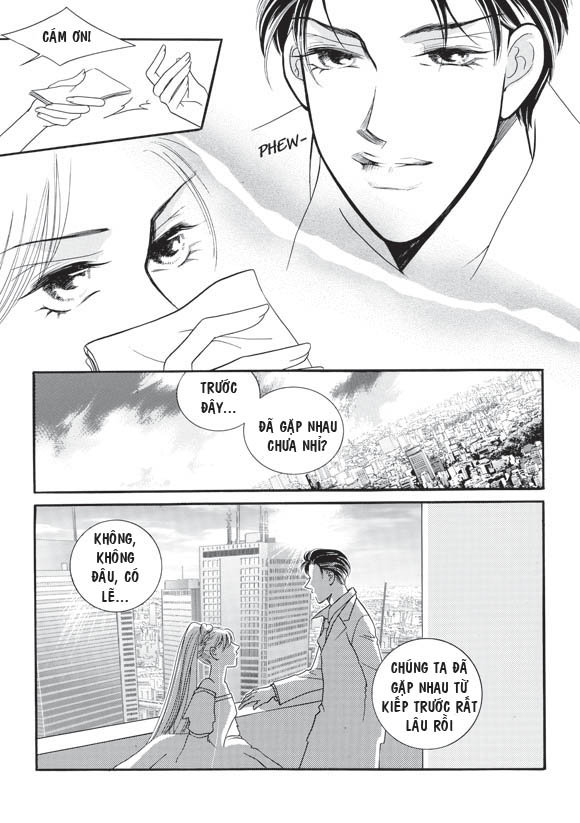 CÁM ƠN!
PHEW-
TRƯỚC
ĐÂY...
ĐÃ GẶP NHAU
CHƯA NHỈ?
KHÔNG,
KHÔNG
ĐÂU, CÓ
LẼ...
CHÚNG TA ĐÃ
GẶP NHAU TỪ
KIẾP TRƯỚC RẤT
LÂU RỒI